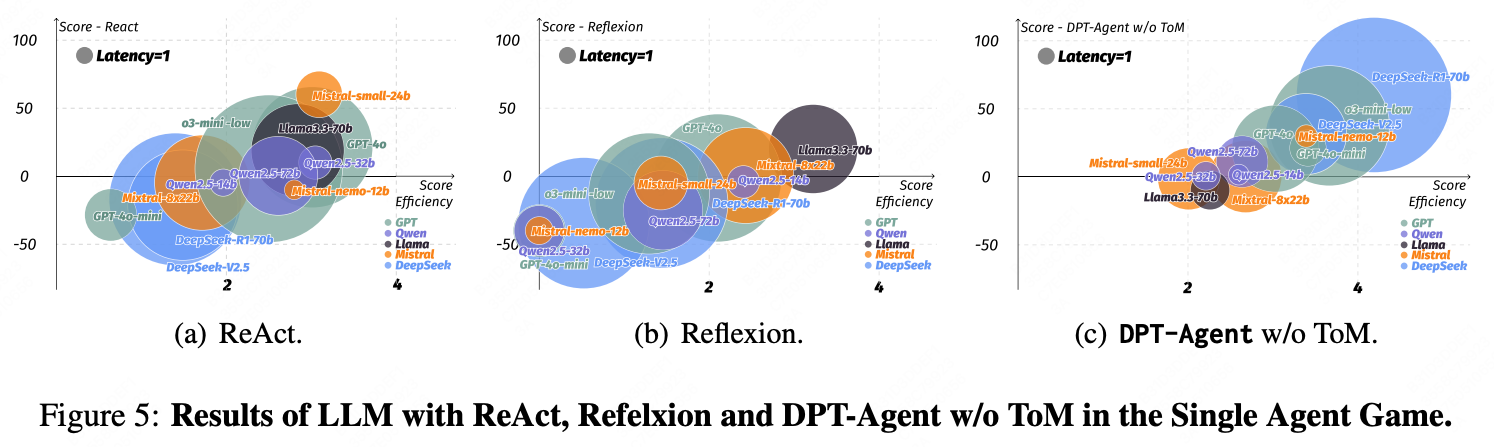 Score - React
100
Latency=1
50
0
-50
2
4
Mistral-small-24b
o3-mini-low
Llama3.3-70b
GPT-4o
Qwen2.5-32b
Qwen2.5-72b
Qwen2.5-14b
Mistral-nemo-12b
Mixtral-8x22b
GPT-4o-mini
DeepSeek-R1-70b
DeepSeek-V2.5
Score
Efficiency
GPT
Qwen
Llama
Mistral
DeepSeek
(a) ReAct.
Score - Reflexion
100
Latency=1
50
0
-50
2
4
GPT-4o
Llama3.3-70b
Mixtral-8x22b
Qwen2.5-14b
Mistral-small-24b
o3-mini-low
DeepSeek-R1-70b
Qwen2.5-72b
Mistral-nemo-12b
Qwen2.5-32b
GPT-4o-mini
DeepSeek-V2.5
Score
Efficiency
GPT
Qwen
Llama
Mistral
DeepSeek
(b) Reflexion.
Score - DPT-Agent w/o ToM
100
Latency=1
50
0
-50
2
4
DeepSeek-R1-70b
o3-mini-low
DeepSeek-V2.5
GPT-4o
Mistral-nemo-12b
GPT-4o-mini
Qwen2.5-72b
Mistral-small-24b
Qwen2.5-32b
Qwen2.5-14b
Llama3.3-70b
Mixtral-8x22b
Score
Efficiency
GPT
Qwen
Llama
Mistral
DeepSeek
(c) DPT-Agent w/o ToM.
Figure 5: Results of LLM with ReAct, Refelxion and DPT-Agent w/o ToM in the Single Agent Game.